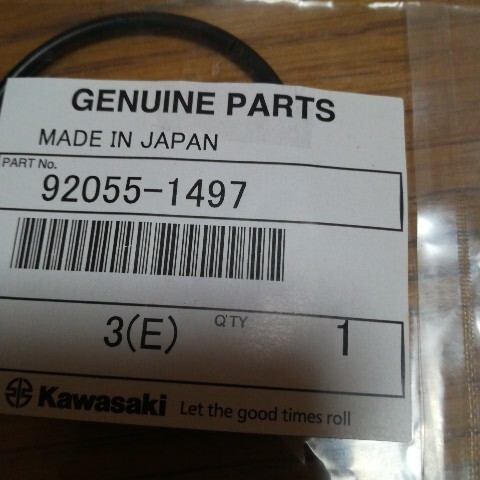 GENUINE PARTS
MADE IN JAPAN
PART No.
92055-1497
3(E) Q'TY 1
Kawasaki Let the good times roll